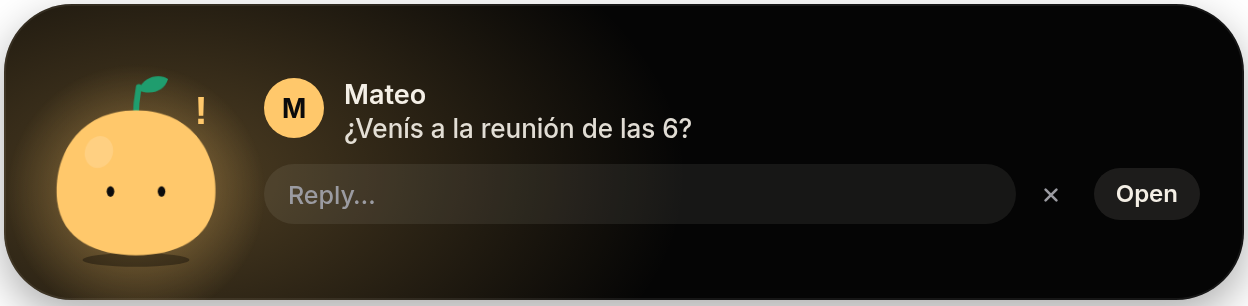 !
M
Mateo
¿Venís a la reunión de las 6?
Reply...
×
Open